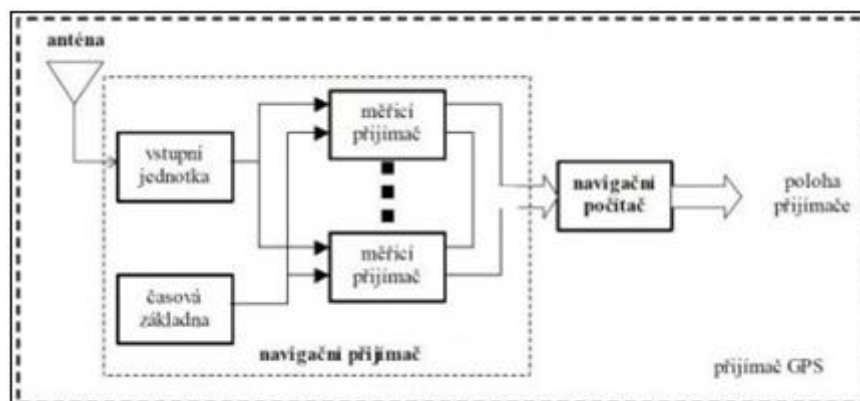 anténa
vstupní
jednotka
časová
základna
měřicí
přijímač
měřicí
přijímač
navigační přijímač
navigační
počítač
poloha
přijímače
přijímač GPS